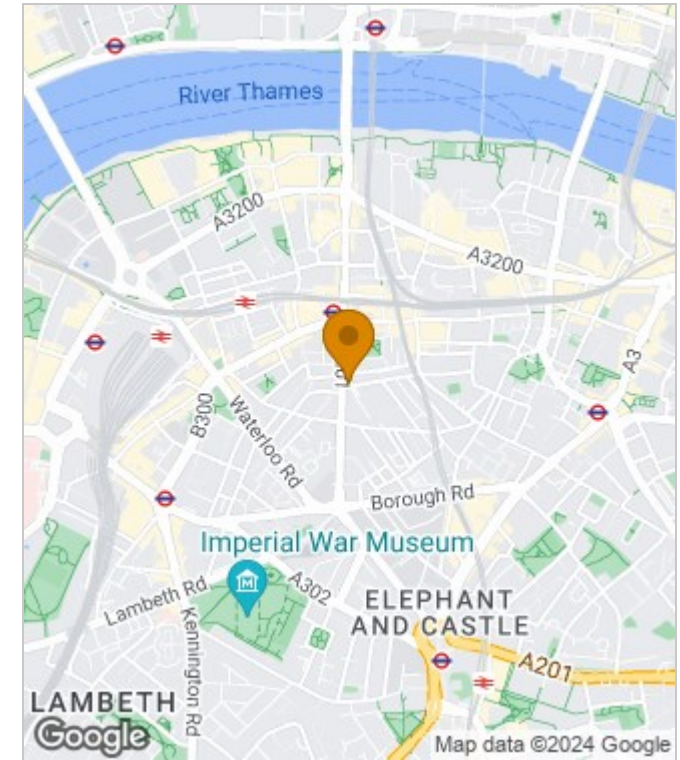 River Thames
A3200
A3200
A3
B300
Waterloo Rd
Borough Rd
Imperial War Museum
Lambeth Rd
A302
ELEPHANT
AND CASTLE
Kennington Rd
A201
LAMBETH
Google
Map data ©2024 Google